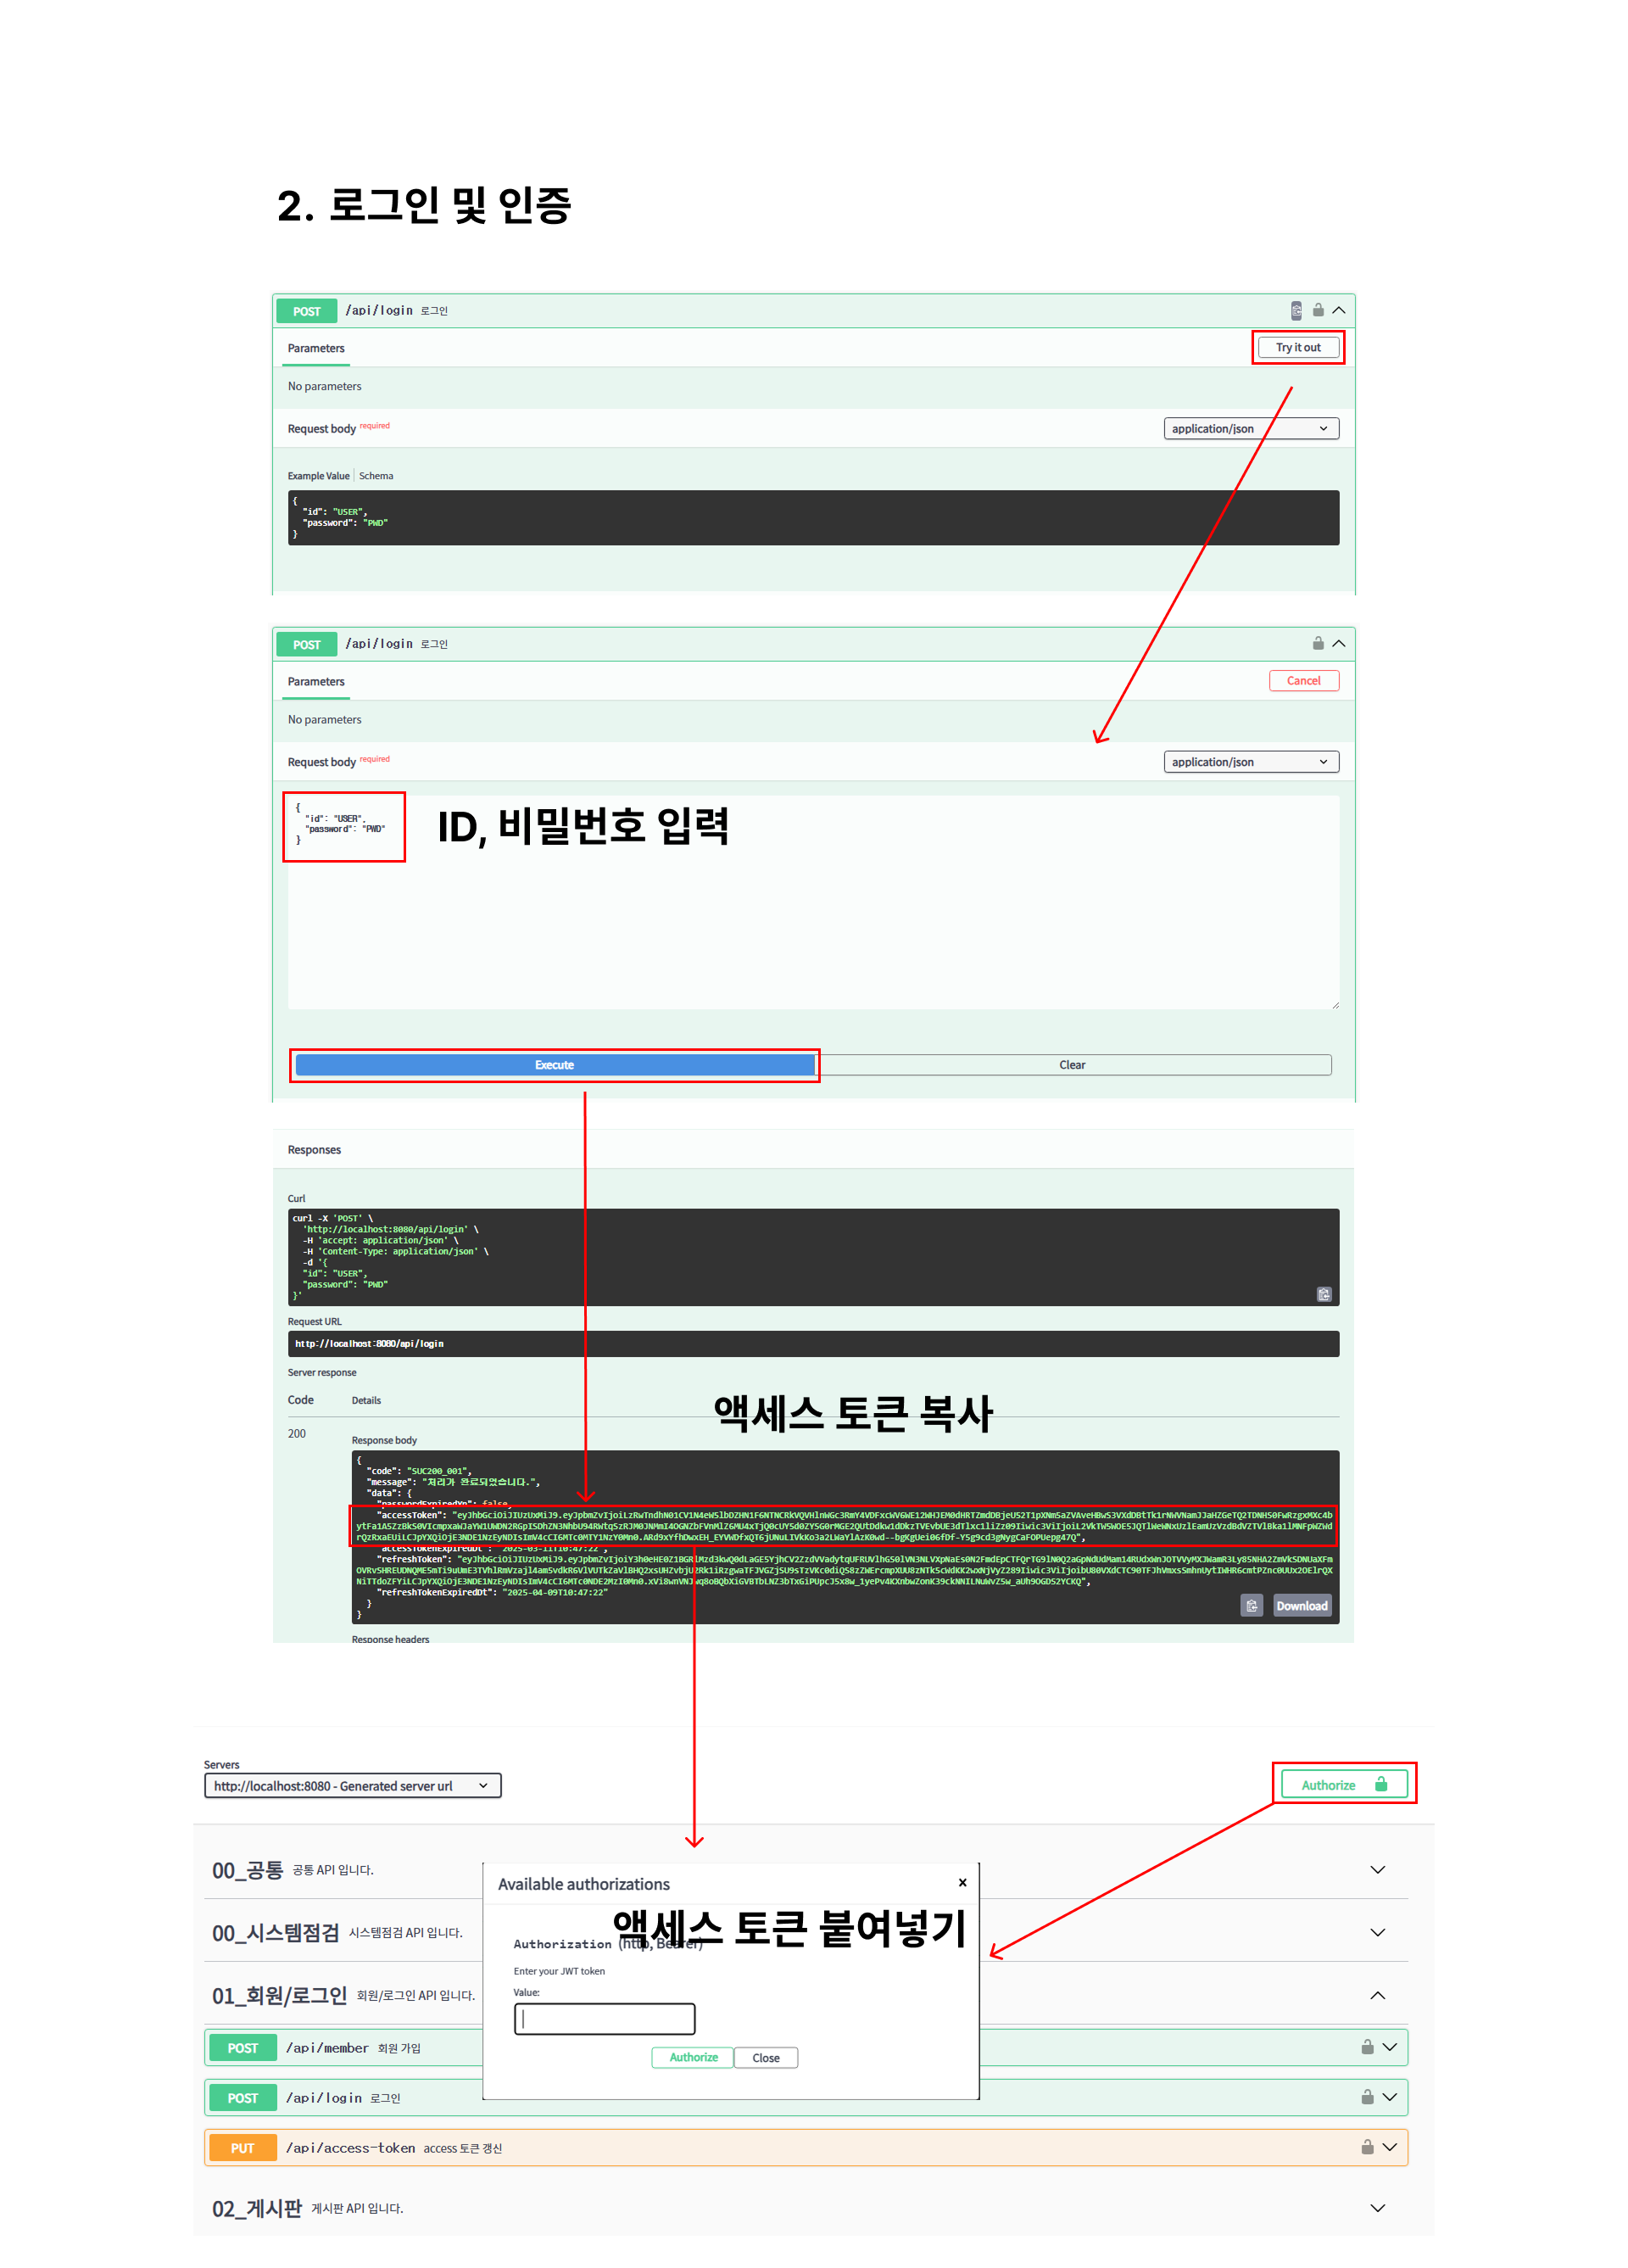 2. 로그인 및 인증
POST /api/login 로그인
Parameters
Try it out
No parameters
Request body required
application/json
Example Value Schema
{
"id": "USER",
"password": "PWD"
}
POST /api/login 로그인
Parameters
Cancel
No parameters
Request body required
application/json
{
"id": "USER",
"password": "PWD"
}
ID, 비밀번호 입력
Execute
Clear
Responses
Curl
curl -X 'POST' \
'http://localhost:8080/api/login' \
-H 'accept: application/json' \
-H 'Content-Type: application/json' \
-d '{
"id": "USER",
"password": "PWD"
}'
Request URL
http://localhost:8080/api/login
Server response
Code Details
액세스 토큰 복사
200
Response body
{
"code": "SUC200_001",
"message": "처리가 완료되었습니다.",
"data": {
"passwordExpiredYn": false,
"accessToken":
"accessTokenExpiredDt": "2025-03-11T10:47:22",
"refreshToken":
"refreshTokenExpiredDt": "2025-04-09T10:47:22"
}
}
Download
Response headers
Servers
http://localhost:8080 - Generated server url
Authorize
00_공통 공통 API 입니다.
00_시스템점검 시스템점검 API 입니다.
01_회원/로그인 회원/로그인 API 입니다.
Available authorizations
×
액세스 토큰 붙여넣기
Authorization (http, Bearer)
Enter your JWT token
Value:
Authorize
Close
POST /api/member 회원 가입
POST /api/login 로그인
PUT /api/access-token access 토큰 갱신
02_게시판 게시판 API 입니다.